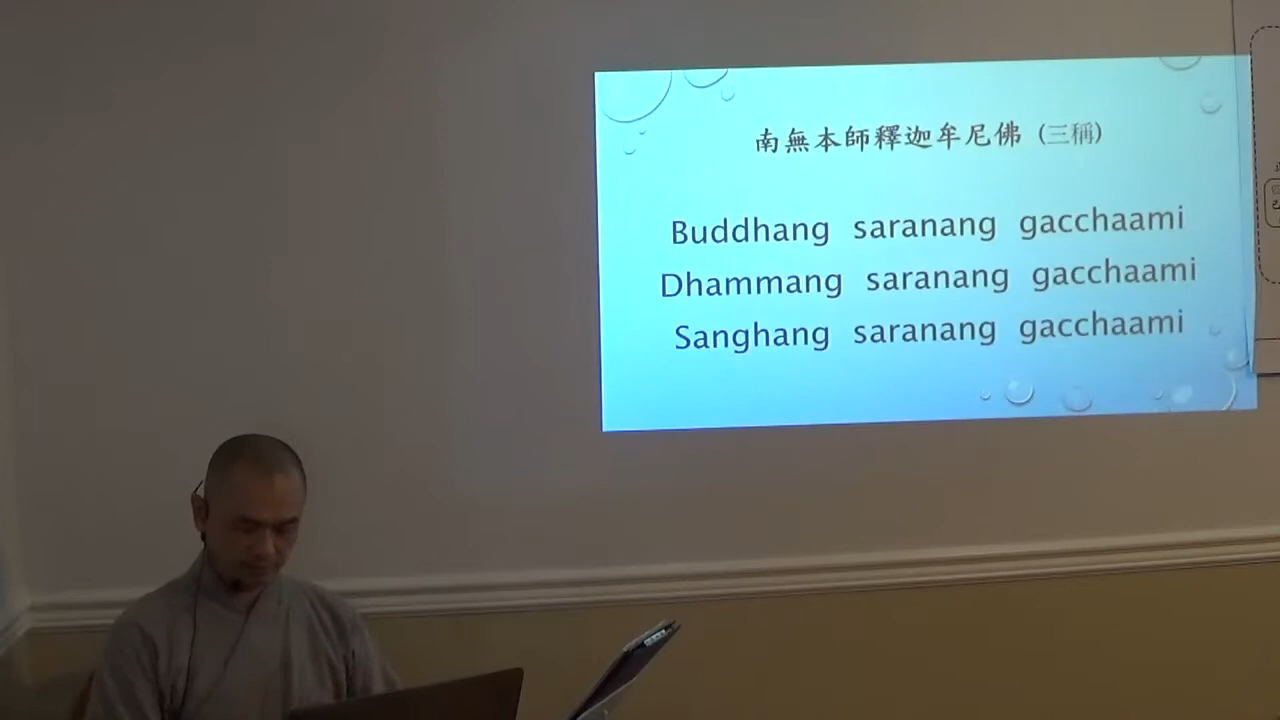 南無本師釋迦牟尼佛 (三稱)
Buddhang saranang gacchaami
Dhammang saranang gacchaami
Sanghang saranang gacchaami